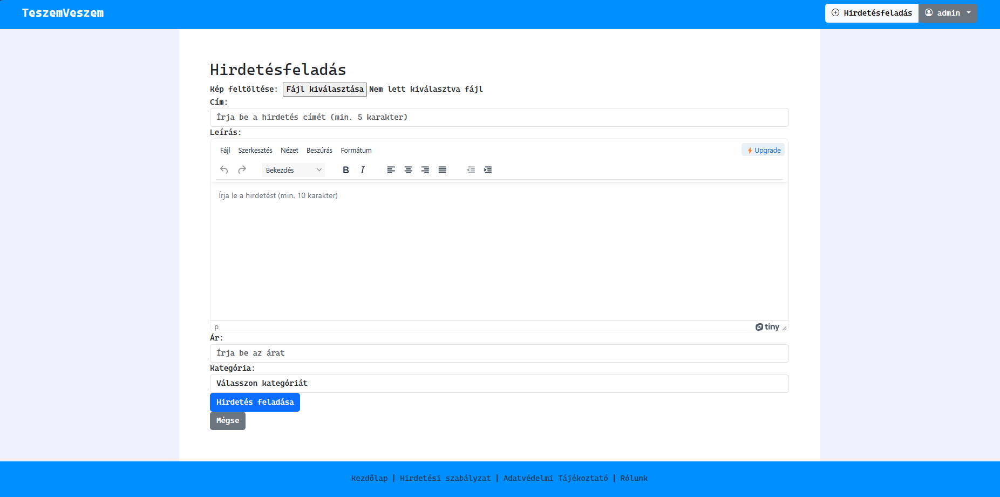 TeszemVeszem
Hirdetésfeladás admin
Hirdetésfeladás
Kép feltöltése: Fájl kiválasztása Nem lett kiválasztva fájl
Cím:
Írja be a hirdetés címét (min. 5 karakter)
Leírás:
Fájl Szerkesztés Nézet Beszúrás Formátum Upgrade
Bekezdés B I
Írja le a hirdetést (min. 10 karakter)
p tiny
Ár:
Írja be az árat
Kategória:
Válasszon kategóriát
Hirdetés feladása
Mégse
Kezdőlap | Hirdetési szabályzat | Adatvédelmi Tájékoztató | Rólunk